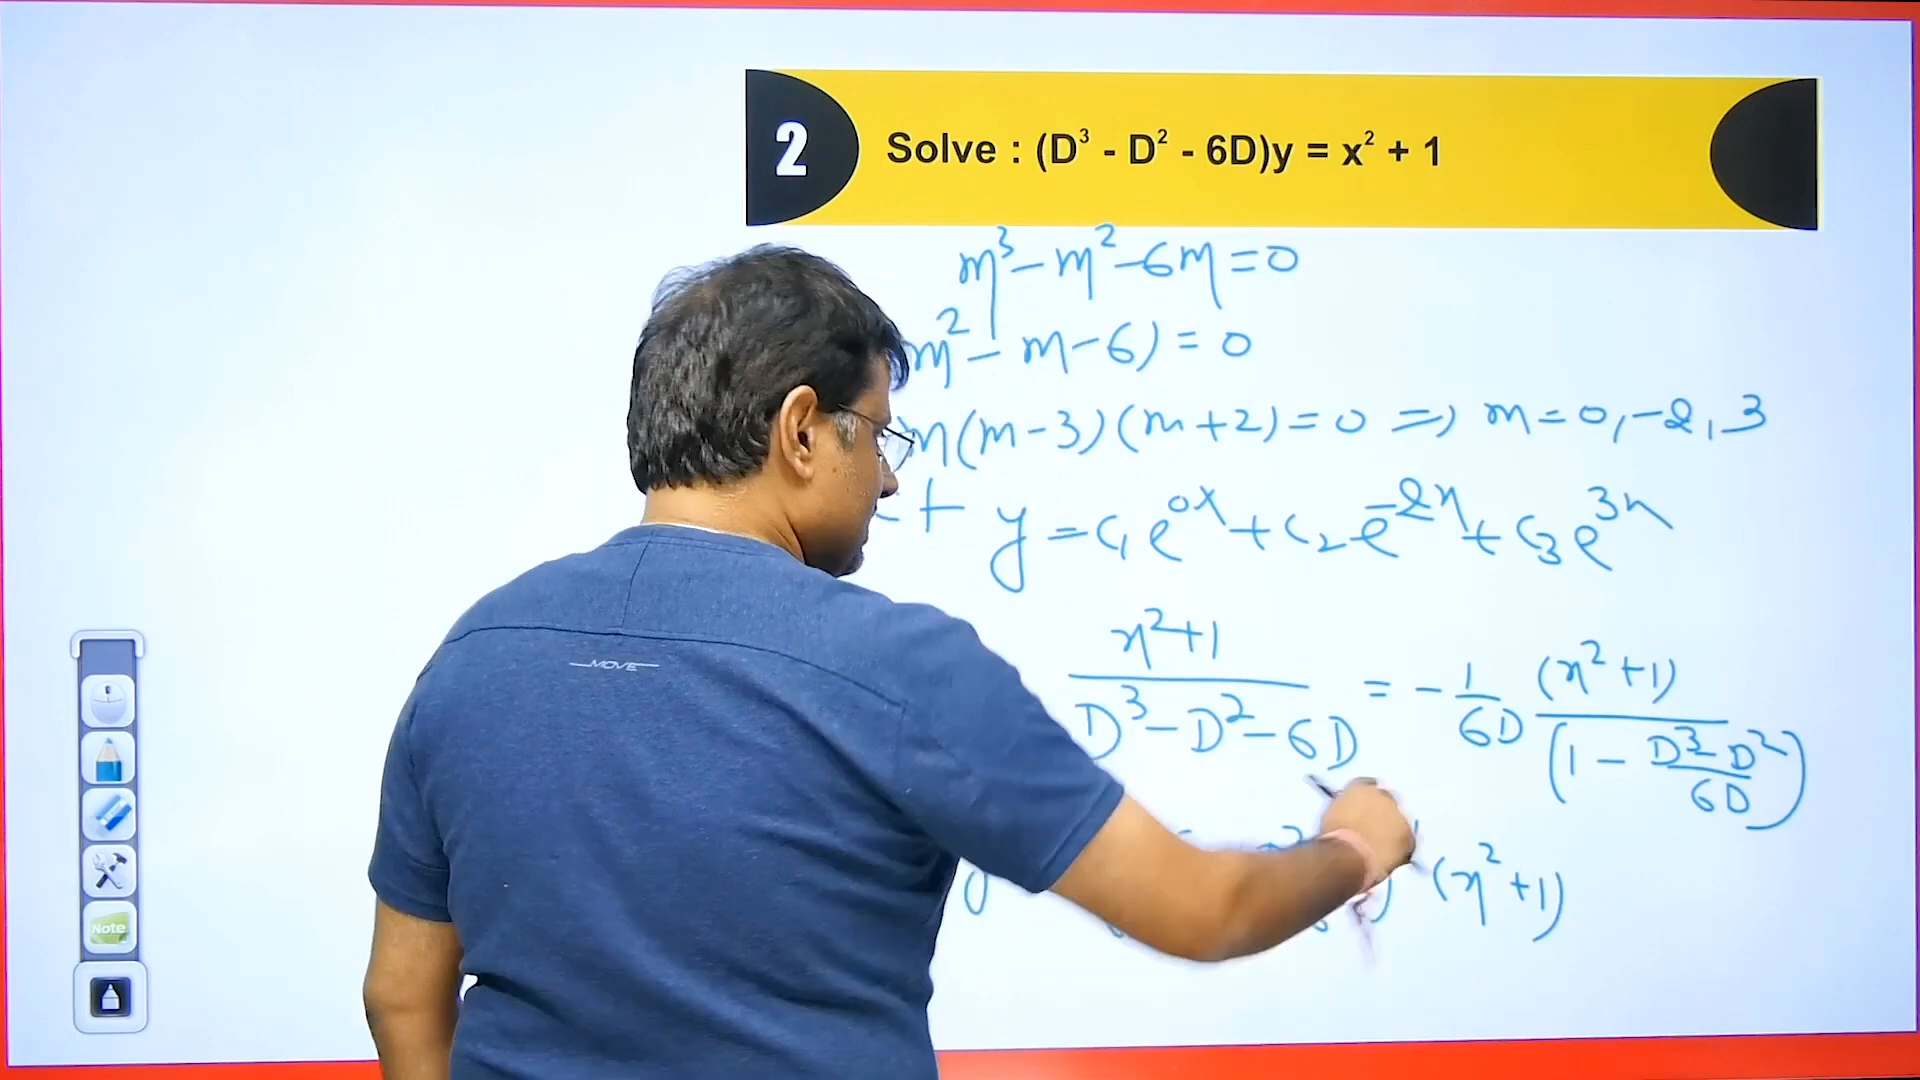 2
Solve : (D³ - D² - 6D)y = x² + 1
m³ - m² - 6m = 0
m² - m - 6) = 0
m(m - 3)(m + 2) = 0 ⇒ m = 0, -2, 3
y = c₁e⁰ˣ + c₂e⁻²ˣ + c₃e³ˣ
x² + 1 / D³ - D² - 6D = - 1/6D (x² + 1) / (1 - D³ - D² / 6D)
(x² + 1)
MOVE
Note